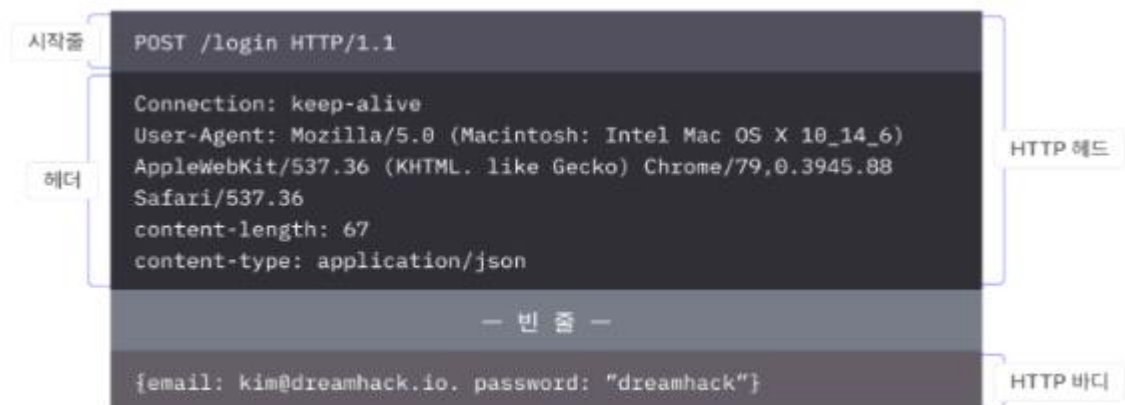 시작줄
POST /login HTTP/1.1
헤더
Connection: keep-alive
User-Agent: Mozilla/5.0 (Macintosh: Intel Mac OS X 10_14_6)
AppleWebKit/537.36 (KHTML. like Gecko) Chrome/79,0.3945.88
Safari/537.36
content-length: 67
content-type: application/json
HTTP 헤드
— 빈 줄 —
{email: kim@dreamhack.io. password: "dreamhack"}
HTTP 바디